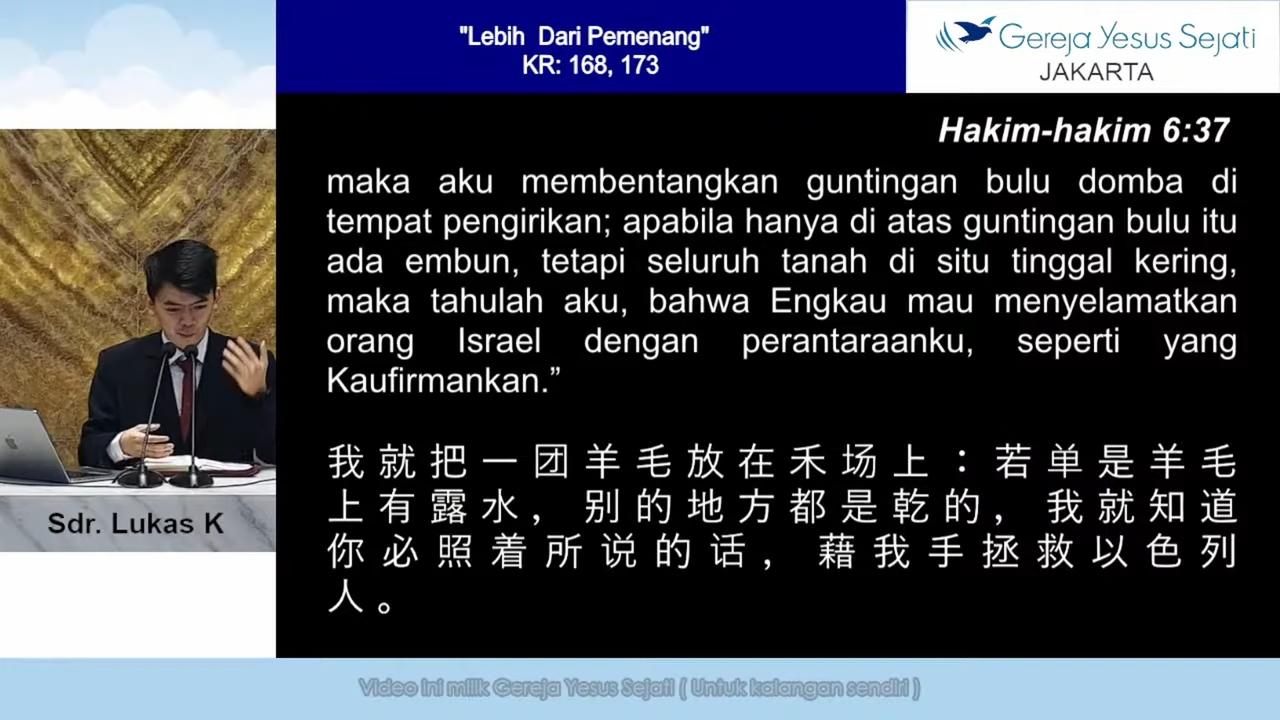 "Lebih Dari Pemenang"
KR: 168, 173
Gereja Yesus Sejati
JAKARTA
Hakim-hakim 6:37
maka aku membentangkan guntingan bulu domba di
tempat pengirikan; apabila hanya di atas guntingan bulu itu
ada embun, tetapi seluruh tanah di situ tinggal kering,
maka tahulah aku, bahwa Engkau mau menyelamatkan
orang Israel dengan perantaraanku, seperti yang
Kaufirmankan.”
我就把一团羊毛放在禾场上：若单是羊毛
上有露水，别的地方都是乾的，我就知道
你必照着所说的话，藉我手拯救以色列
人。
Sdr. Lukas K
Video ini milik Gereja Yesus Sejati ( Untuk kalangan sendiri )